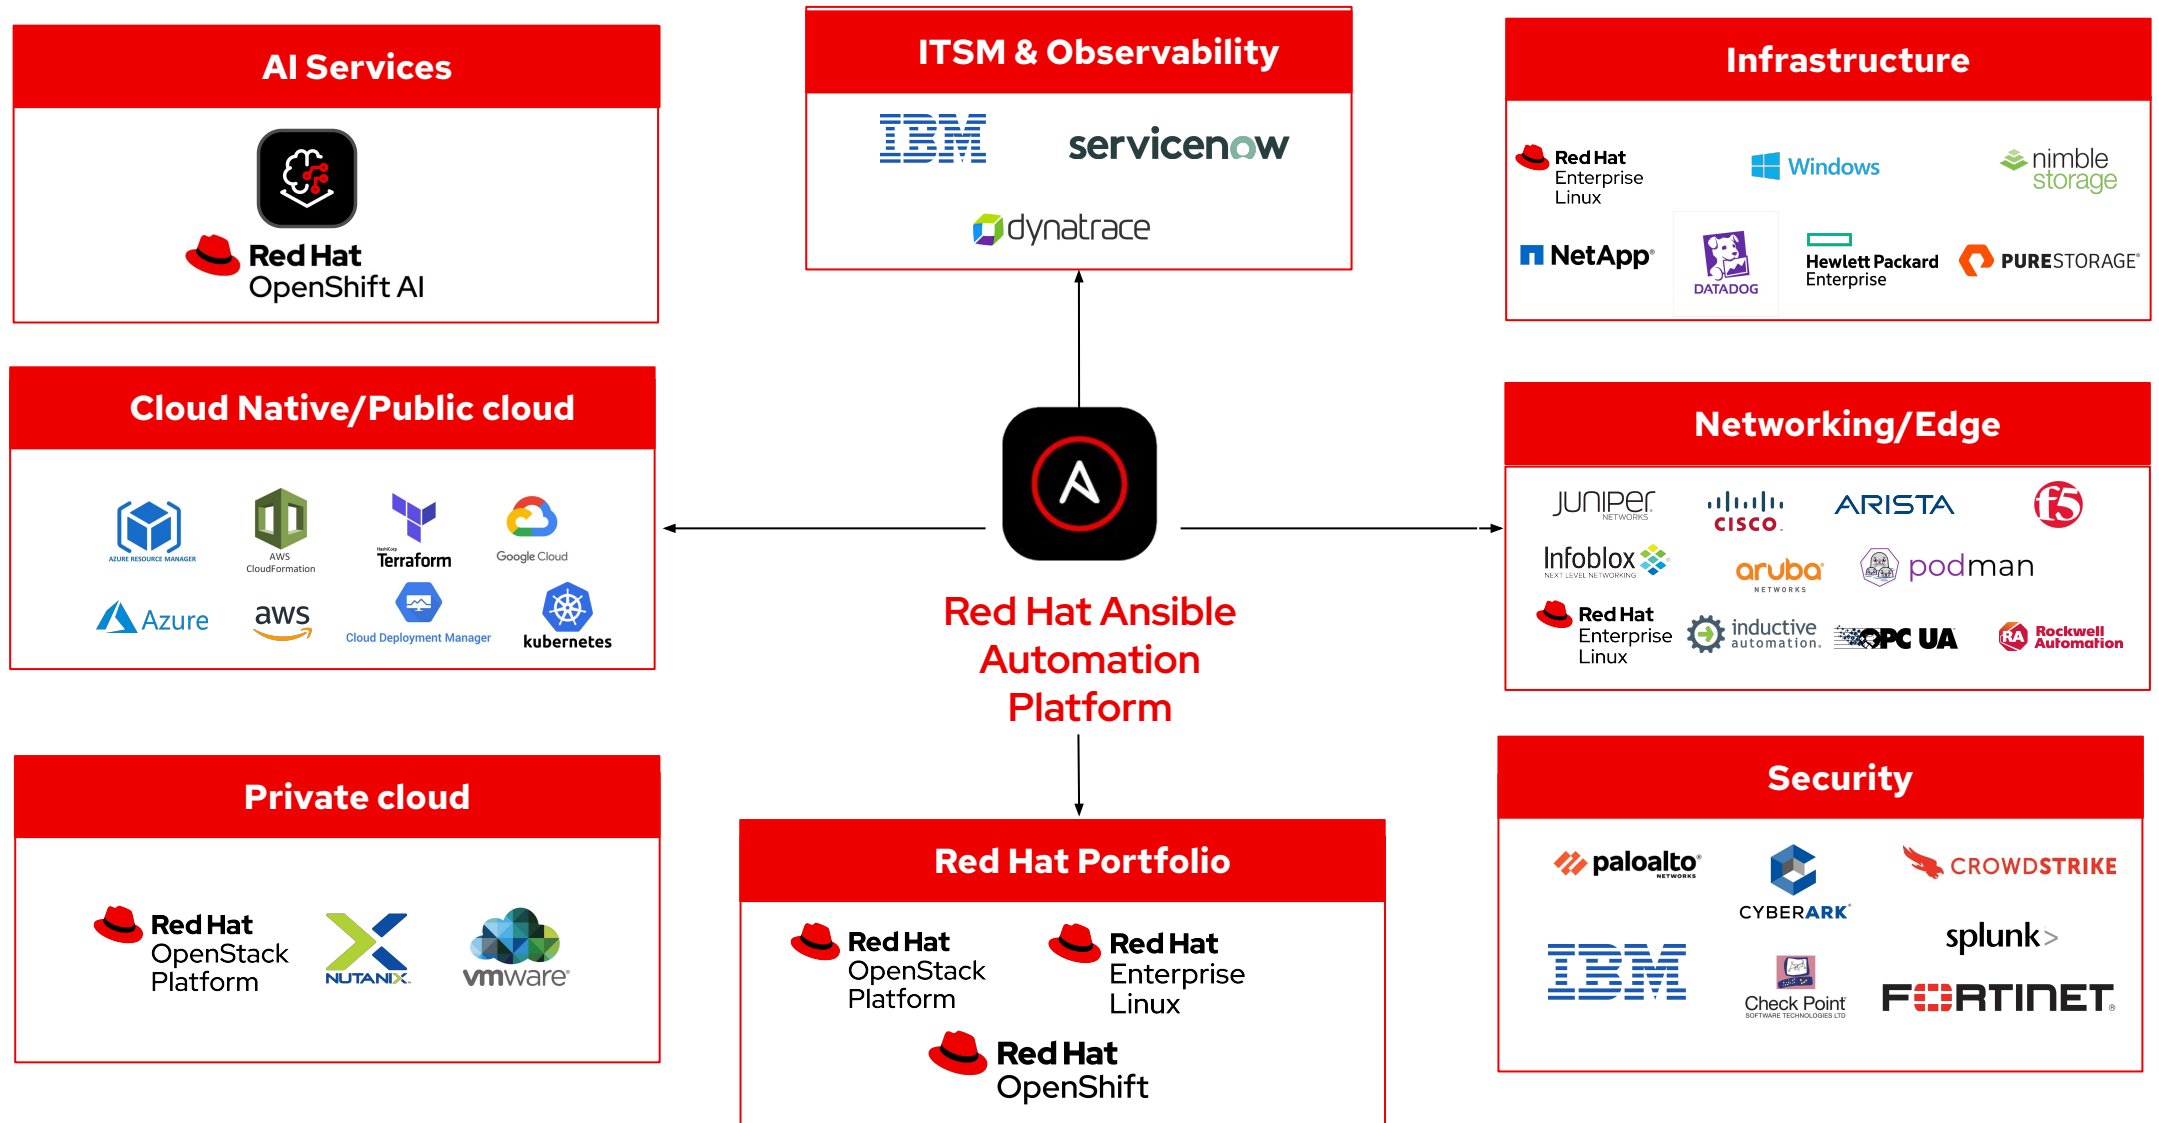 AI Services
Red Hat
OpenShift AI
ITSM & Observability
IBM
servicenow
dynatrace
Infrastructure
Red Hat
Enterprise
Linux
Windows
nimble
storage
NetApp®
DATADOG
Hewlett Packard
Enterprise
PURESTORAGE®
Cloud Native/Public cloud
AZURE RESOURCE MANAGER
AWS
CloudFormation
HashiCorp
Terraform
Google Cloud
Azure
aws
Cloud Deployment Manager
kubernetes
Red Hat Ansible
Automation
Platform
Networking/Edge
JUNIPER
NETWORKS
CISCO
ARISTA
f5
Infoblox
NEXT LEVEL NETWORKING
aruba
NETWORKS
podman
Red Hat
Enterprise
Linux
inductive
automation
OPC UA
RA
Rockwell
Automation
Private cloud
Red Hat
OpenStack
Platform
NUTANIX
vmware®
Red Hat Portfolio
Red Hat
OpenStack
Platform
Red Hat
Enterprise
Linux
Red Hat
OpenShift
Security
paloalto®
NETWORKS
CYBERARK®
CROWDSTRIKE
IBM
Check Point
SOFTWARE TECHNOLOGIES LTD
splunk>
FORTINET®